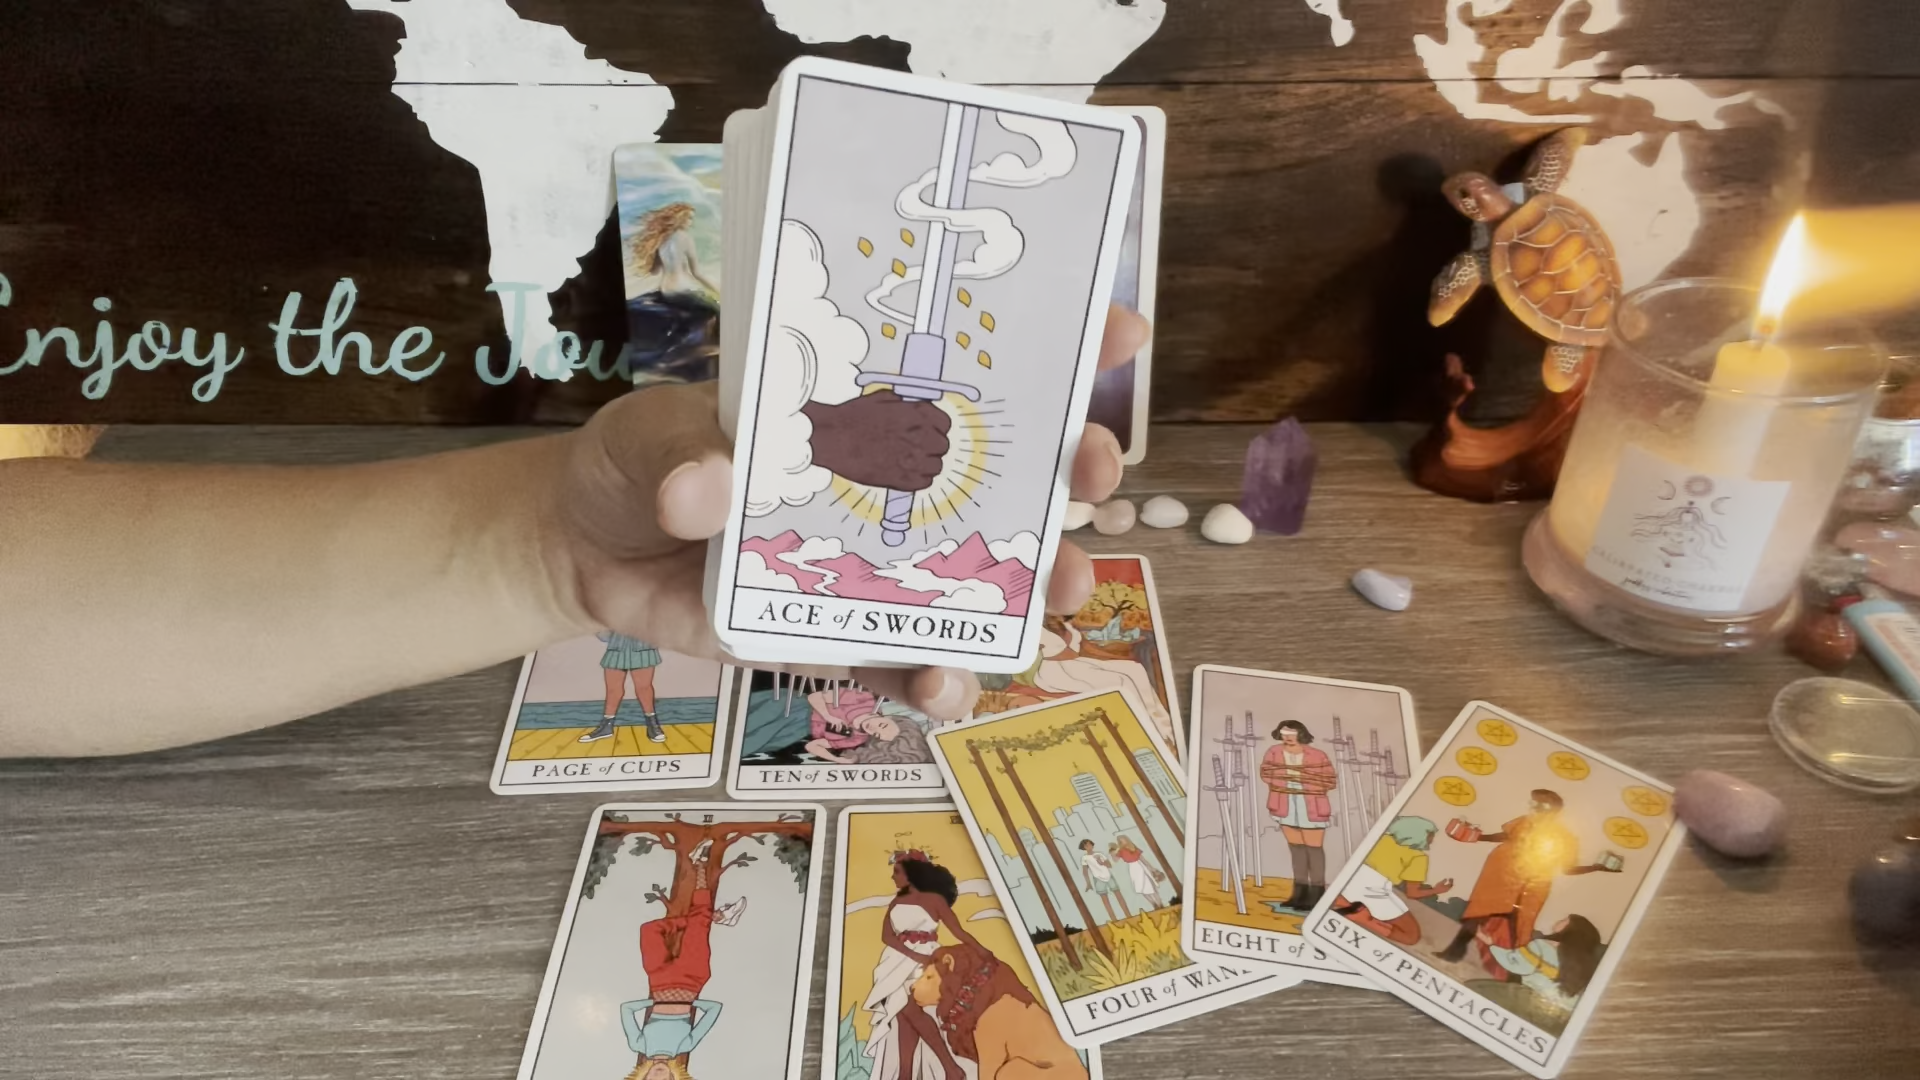 Enjoy the Jou
ACE of SWORDS
PAGE of CUPS
TEN of SWORDS
XII
FOUR of WAN
EIGHT of S
SIX of PENTACLES